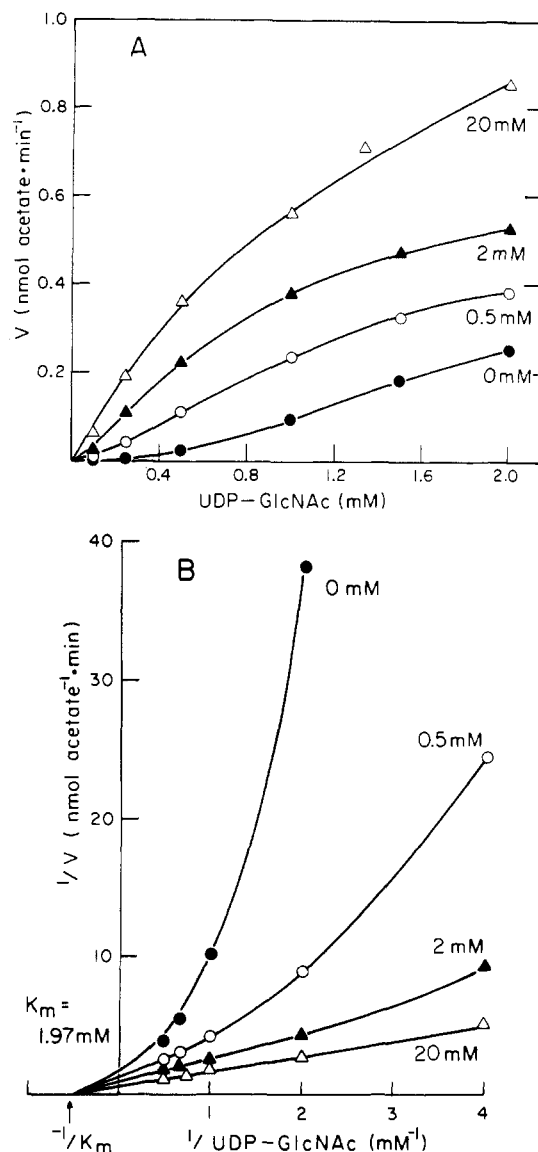 A
1.0
0.8
0.6
0.4
0.2
V (nmol acetate·min⁻¹)
20 mM
2 mM
0.5 mM
0 mM
0.4 0.8 1.2 1.6 2.0
UDP-GlcNAc (mM)
B
40
30
20
10
1/V (nmol acetate⁻¹·min)
0 mM
0.5 mM
2 mM
20 mM
Km =
1.97 mM
1 2 3 4
-1/Km
1/UDP-GlcNAc (mM⁻¹)